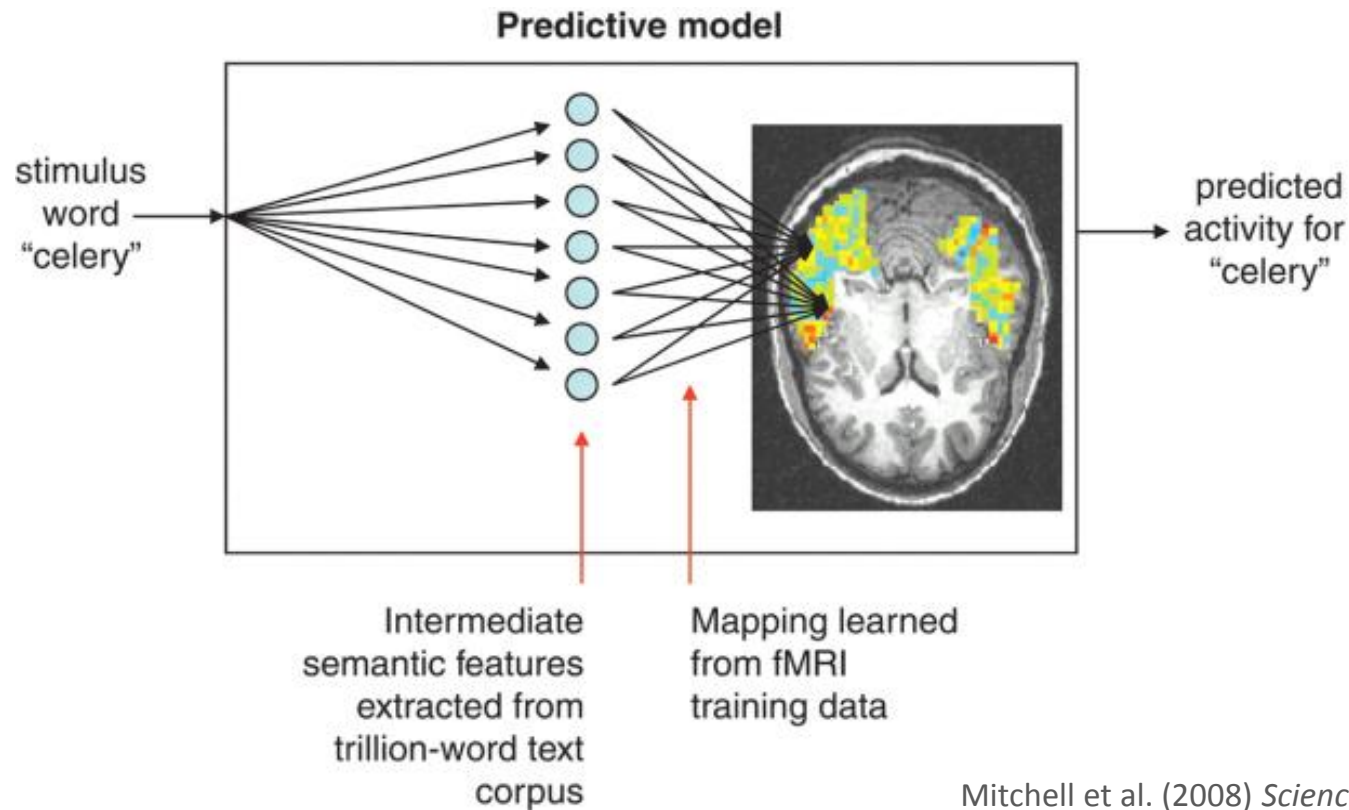 Predictive model
stimulus
word
“celery”
predicted
activity for
“celery”
Intermediate
semantic features
extracted from
trillion-word text
corpus
Mapping learned
from fMRI
training data
Mitchell et al. (2008) Scienc